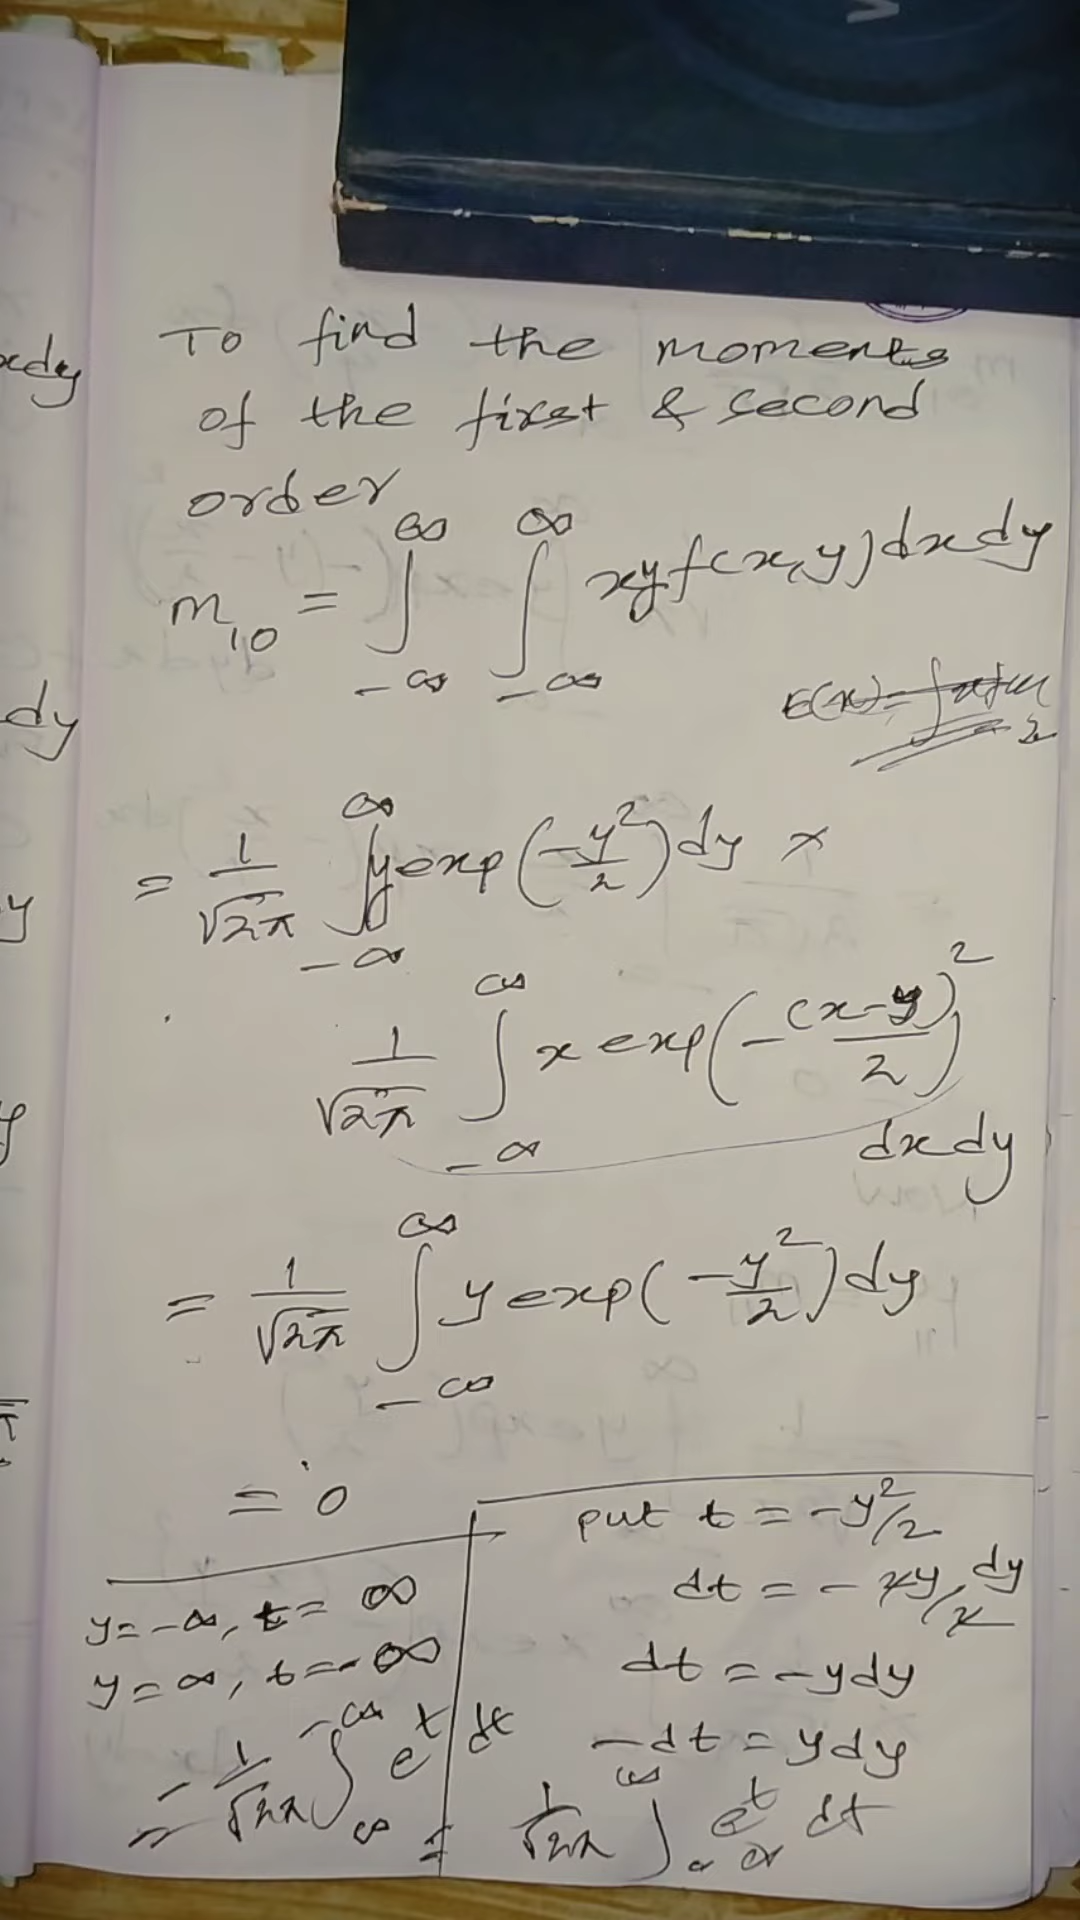 To find the moments
of the first & second
order
m₁₀ = ∫_{-∞}^{∞} ∫_{-∞}^{∞} xy f(x,y) dx dy
= 1/√2π ∫_{-∞}^{∞} y exp(-y²/2) dy ×
1/√2π ∫_{-∞}^{∞} x exp(-(x-y)²/2)
dx dy
= 1/√2π ∫_{-∞}^{∞} y exp(-y²/2) dy
= 0
put t = -y²/2
dt = -2y/2 dy
dt = -y dy
-dt = y dy
1/√2π ∫_{-∞}^{∞} e^t dt
y = -∞, t = ∞
y = ∞, t = -∞
= -1/√2π ∫_{∞}^{-∞} e^t dt =
xdy
dy
y